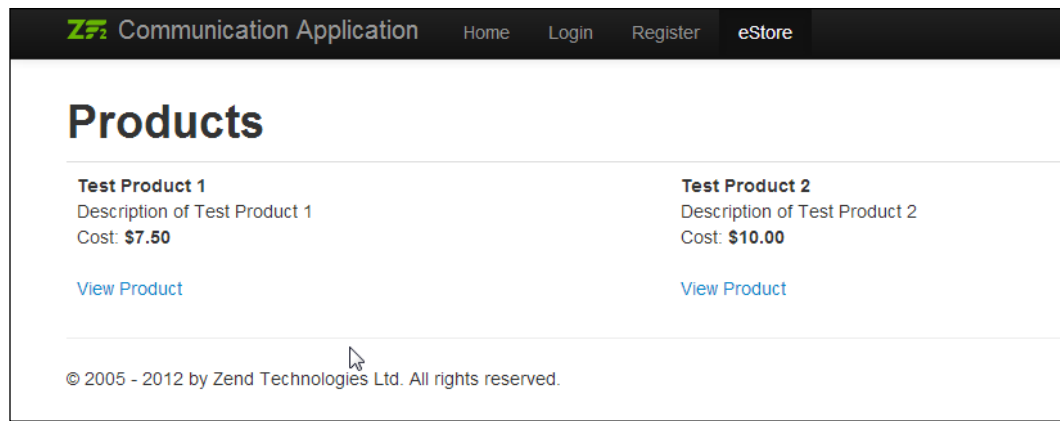 ZF2 Communication Application Home Login Register eStore
Products
Test Product 1
Description of Test Product 1
Cost: $7.50
View Product
Test Product 2
Description of Test Product 2
Cost: $10.00
View Product
© 2005 - 2012 by Zend Technologies Ltd. All rights reserved.